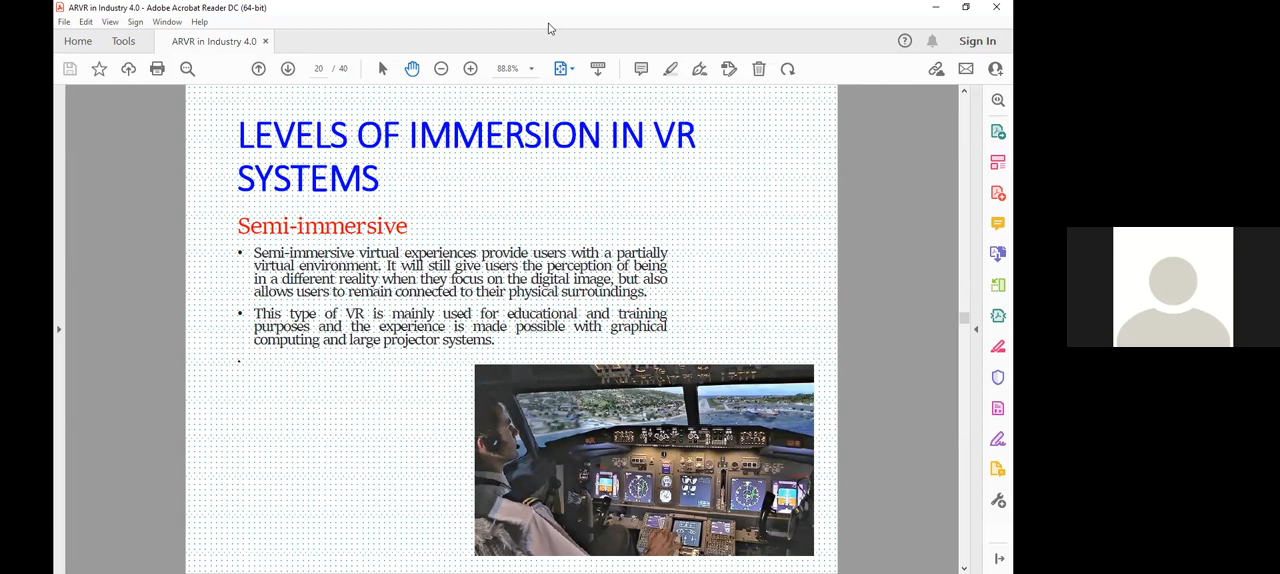 ARVR in Industry 4.0 - Adobe Acrobat Reader DC (64-bit)
File Edit View Sign Window Help
Home Tools ARVR in Industry 4.0 × Sign In
20 / 40 88.8%
LEVELS OF IMMERSION IN VR
SYSTEMS
Semi-immersive
• Semi-immersive virtual experiences provide users with a partially
virtual environment. It will still give users the perception of being
in a different reality when they focus on the digital image, but also
allows users to remain connected to their physical surroundings.
• This type of VR is mainly used for educational and training
purposes and the experience is made possible with graphical
computing and large projector systems.